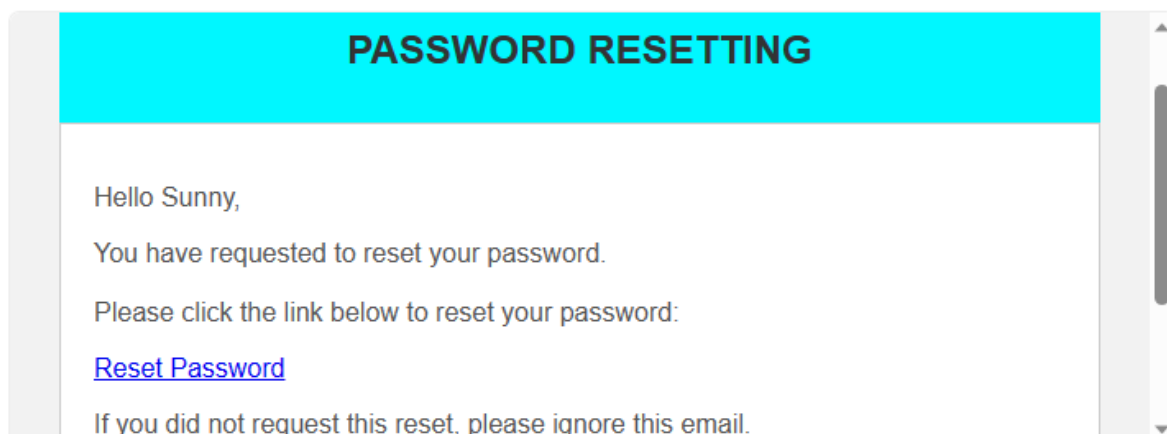 PASSWORD RESETTING
Hello Sunny,
You have requested to reset your password.
Please click the link below to reset your password:
Reset Password
If you did not request this reset, please ignore this email.